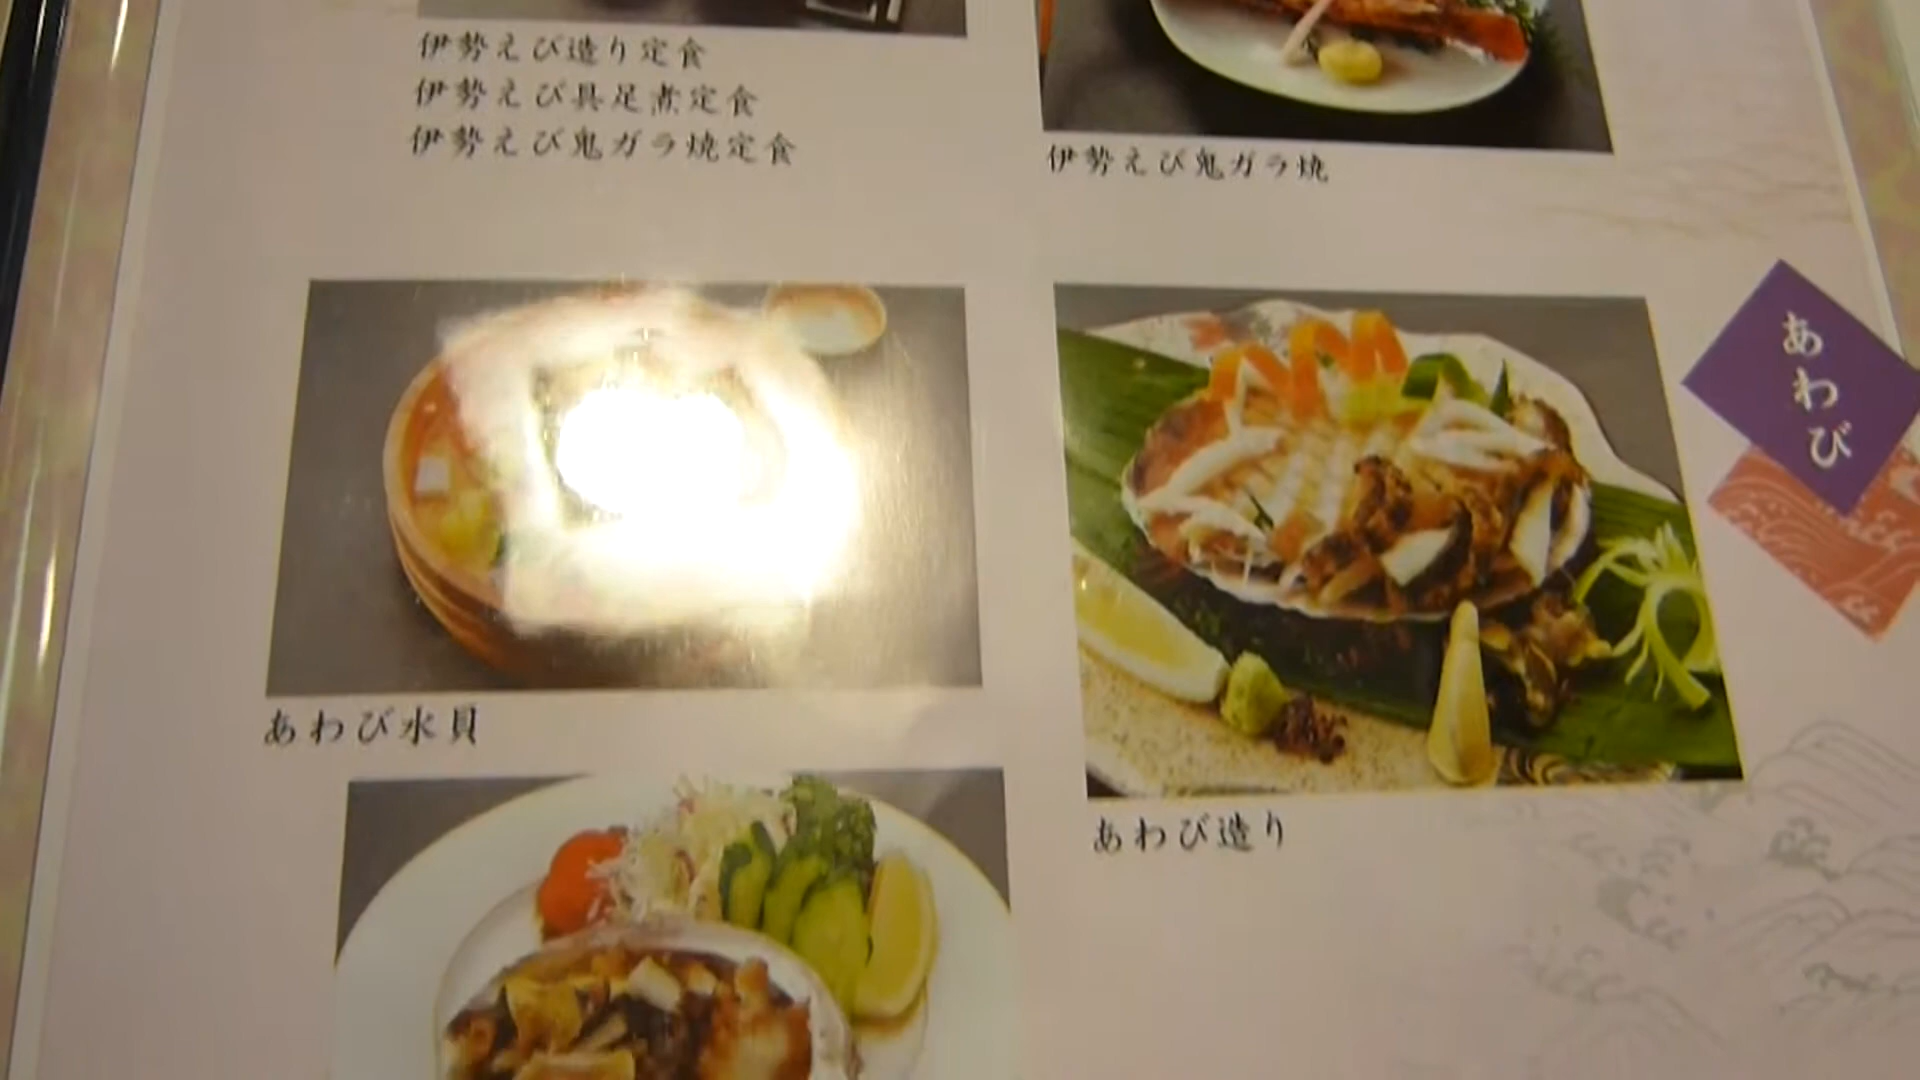 伊勢えび造り定食
伊勢えび具足煮定食
伊勢えび鬼ガラ焼定食
伊勢えび鬼ガラ焼
あわび
あわび水貝
あわび造り